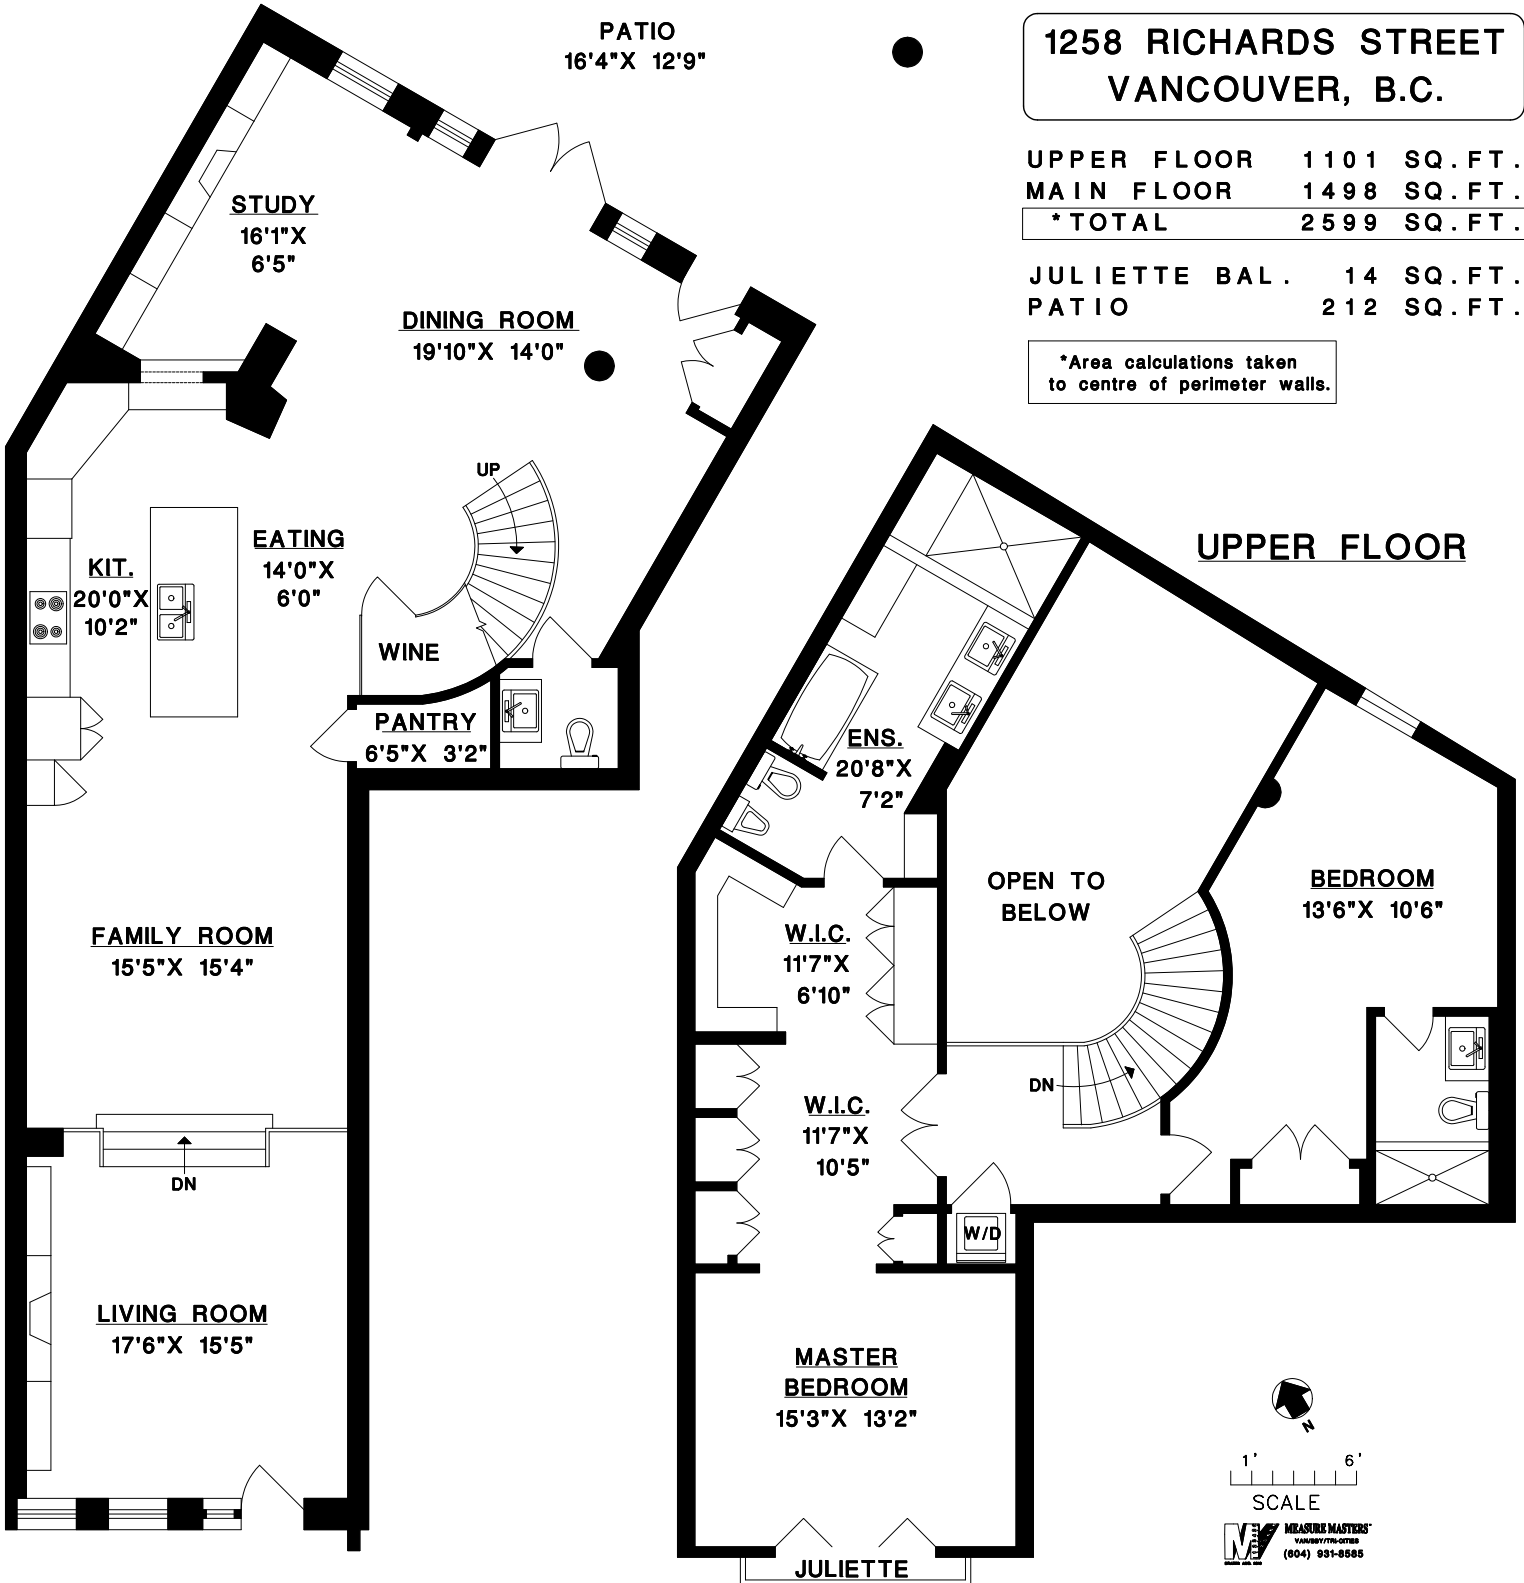 1258 RICHARDS STREET
VANCOUVER, B.C.
UPPER FLOOR 1101 SQ.FT.
MAIN FLOOR 1498 SQ.FT.
*TOTAL 2599 SQ.FT.
JULIETTE BAL. 14 SQ.FT.
PATIO 212 SQ.FT.
*Area calculations taken
to centre of perimeter walls.
PATIO
16'4"X 12'9"
STUDY
16'1"X
6'5"
DINING ROOM
19'10"X 14'0"
UP
EATING
14'0"X
6'0"
KIT.
20'0"X
10'2"
WINE
PANTRY
6'5"X 3'2"
FAMILY ROOM
15'5"X 15'4"
DN
LIVING ROOM
17'6"X 15'5"
UPPER FLOOR
ENS.
20'8"X
7'2"
OPEN TO
BELOW
BEDROOM
13'6"X 10'6"
W.I.C.
11'7"X
6'10"
DN
W.I.C.
11'7"X
10'5"
W/D
MASTER
BEDROOM
15'3"X 13'2"
JULIETTE
N
1' 6'
SCALE
MEASURE MASTERS
(604) 931-8585